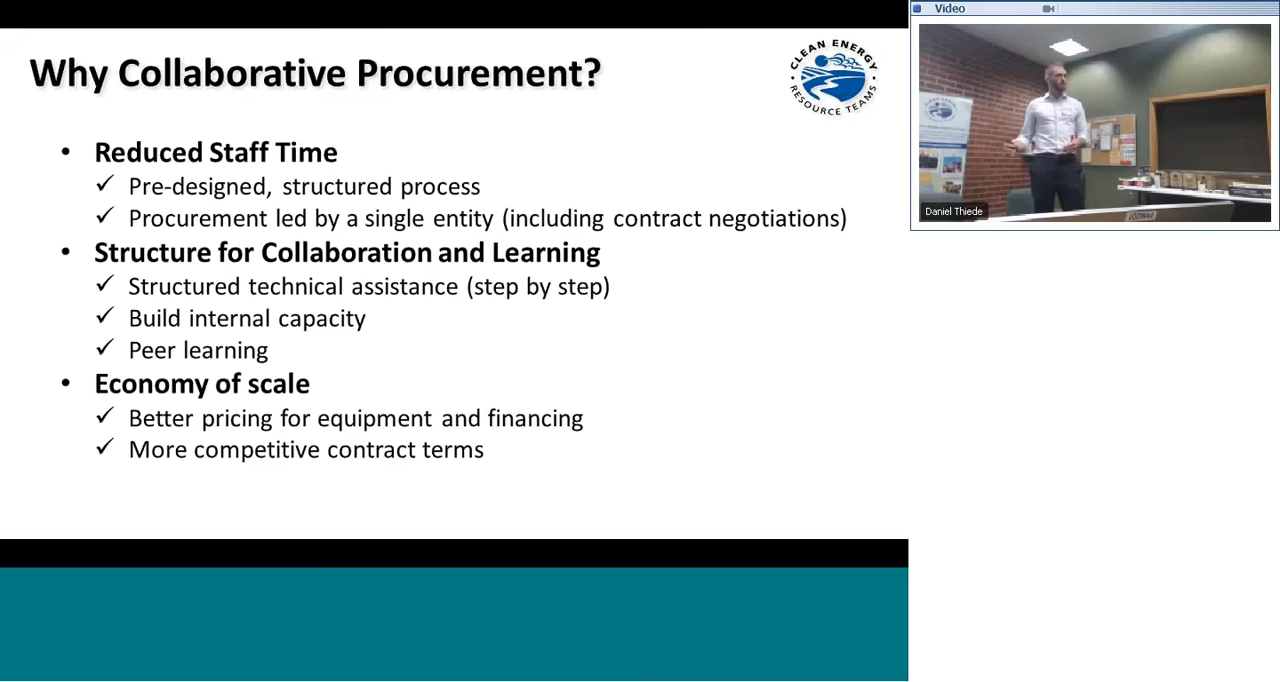 Why Collaborative Procurement?
CLEAN ENERGY
RESOURCE TEAMS
• Reduced Staff Time
✓ Pre-designed, structured process
✓ Procurement led by a single entity (including contract negotiations)
• Structure for Collaboration and Learning
✓ Structured technical assistance (step by step)
✓ Build internal capacity
✓ Peer learning
• Economy of scale
✓ Better pricing for equipment and financing
✓ More competitive contract terms
Video
Daniel Thiede